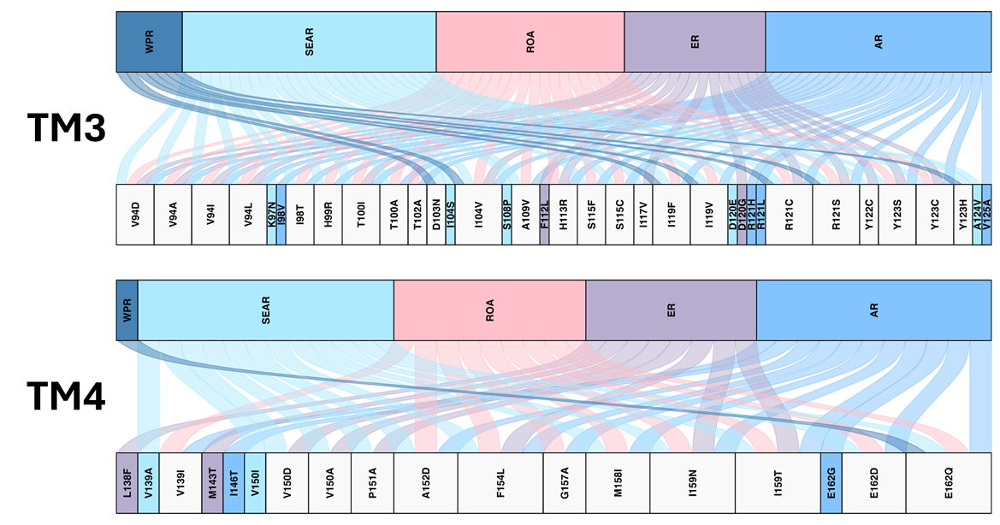 WPR
SEAR
ROA
ER
AR
TM3
V94D
V94A
V94I
V94L
K97N
I98V
I98T
H99R
T100I
T100A
T102A
D103N
I104S
I104V
S108P
A109V
F112L
H113R
S115F
S115C
I117V
I119F
I119V
D120E
D120G
R121H
R121L
R121C
R121S
Y122C
Y123S
Y123C
Y123H
A124V
V125A
WPR
SEAR
ROA
ER
AR
TM4
L138F
V139A
V139I
M143T
I146T
V150I
V150D
V150A
P151A
A152D
F154L
G157A
M158I
I159N
I159T
E162G
E162D
E162Q